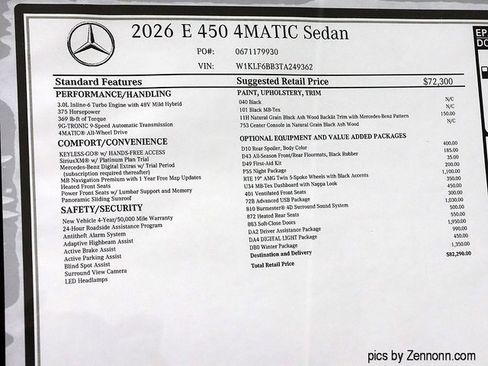 2026 E 450 4MATIC Sedan
PO#: 0671179930
VIN: W1KLF6BB3TA249362
Standard Features
Suggested Retail Price $72,300
PERFORMANCE/HANDLING
3.0L Inline-6 Turbo Engine with 48V Mild Hybrid
375 Horsepower
369 lb-ft of Torque
9G-TRONIC 9-Speed Automatic Transmission
4MATIC® All-Wheel Drive
COMFORT/CONVENIENCE
KEYLESS-GO® w/ HANDS-FREE ACCESS
SiriusXM® w/ Platinum Plan Trial
Mercedes-Benz Digital Extras w/ Trial Period
(subscription required thereafter)
MB Navigation Premium with 1 Year Free Map Updates
Heated Front Seats
Power Front Seats w/ Lumbar Support and Memory
Panoramic Sliding Sunroof
SAFETY/SECURITY
New Vehicle 4-Year/50,000 Mile Warranty
24-Hour Roadside Assistance Program
Antitheft Alarm System
Adaptive Highbeam Assist
Active Brake Assist
Active Parking Assist
Blind Spot Assist
Surround View Camera
LED Headlamps
PAINT, UPHOLSTERY, TRIM
040 Black N/C
101 Black MB-Tex N/C
11H Natural Grain Black Ash Wood Backlit Trim with Mercedes-Benz Pattern 150.00
753 Center Console in Natural Grain Black Ash Wood N/C
OPTIONAL EQUIPMENT AND VALUE ADDED PACKAGES
D10 Rear Spoiler, Body Color 400.00
D43 All-Season Front/Rear Floormats, Black Rubber 185.00
D49 First-Aid Kit 35.00
P55 Night Package 200.00
RTE 19" AMG Twin 5-Spoke Wheels with Black Accents 1,100.00
U34 MB-Tex Dashboard with Nappa Look 350.00
401 Ventilated Front Seats 450.00
72B Advanced USB Package 300.00
810 Burmester® 4D Surround Sound System 1,030.00
872 Heated Rear Seats 500.00
883 Soft-Close Doors 550.00
DA2 Driver Assistance Package 1,950.00
DA4 DIGITAL LIGHT Package 990.00
DB0 Winter Package 450.00
Destination and Delivery 1,350.00
Total Retail Price $82,290.00
EP
DO
pics by Zennonn.com